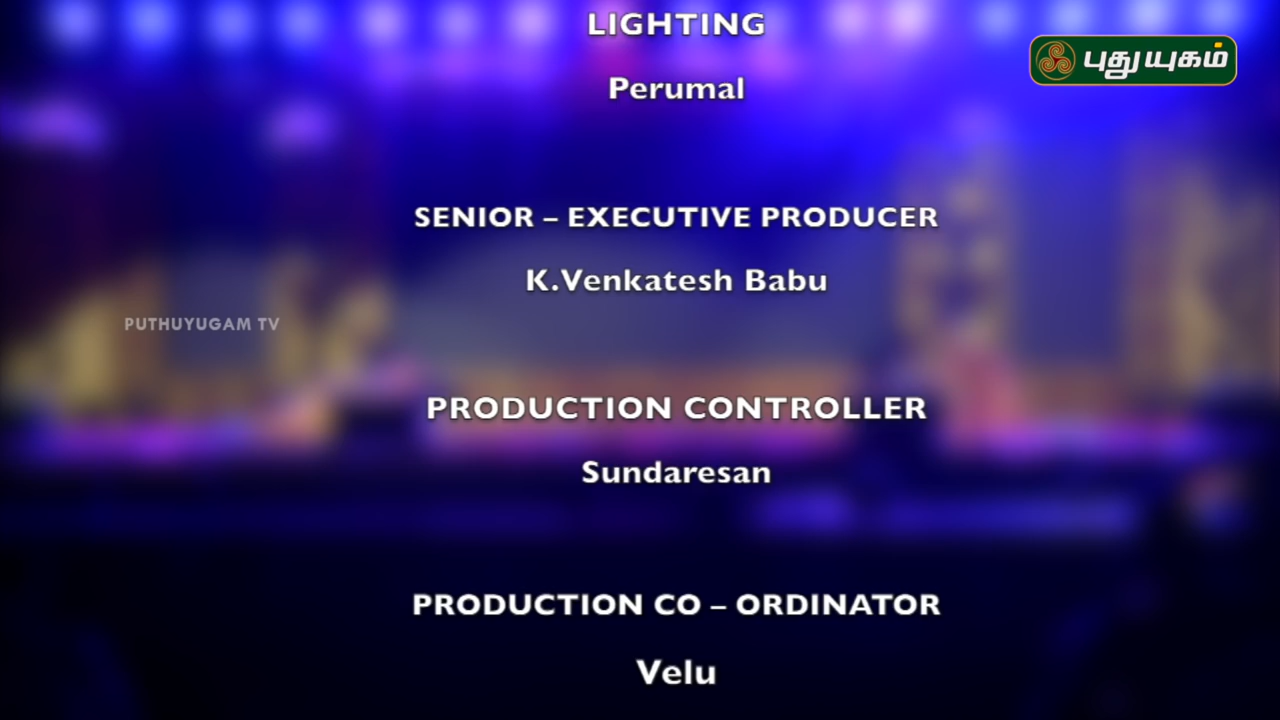 LIGHTING
புதுயுகம்
Perumal
SENIOR – EXECUTIVE PRODUCER
K.Venkatesh Babu
PUTHUYUGAM TV
PRODUCTION CONTROLLER
Sundaresan
PRODUCTION CO – ORDINATOR
Velu